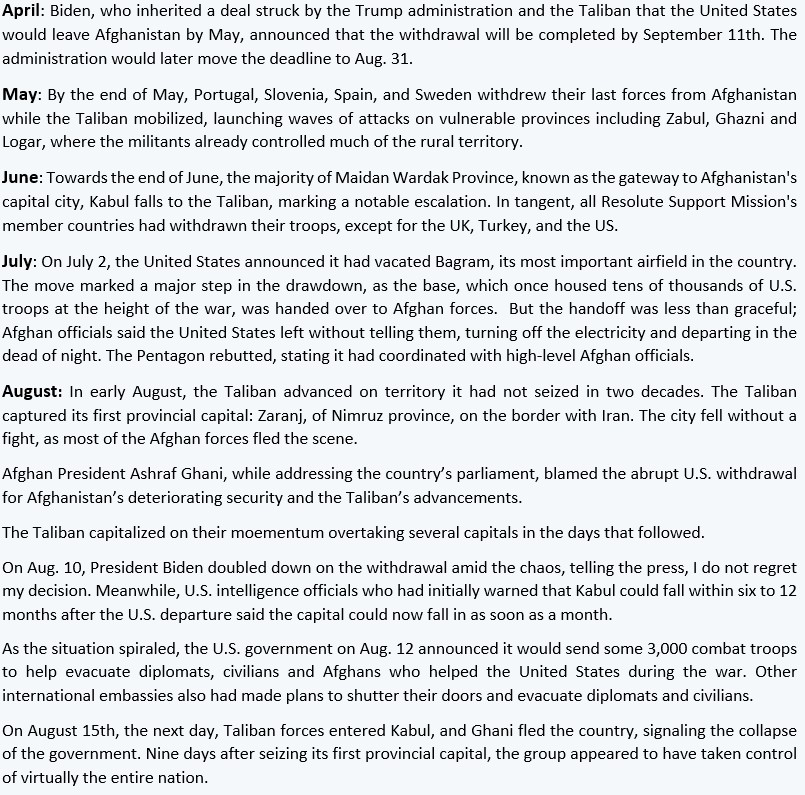 April: Biden, who inherited a deal struck by the Trump administration and the Taliban that the United States
would leave Afghanistan by May, announced that the withdrawal will be completed by September 11th. The
administration would later move the deadline to Aug. 31.
May: By the end of May, Portugal, Slovenia, Spain, and Sweden withdrew their last forces from Afghanistan
while the Taliban mobilized, launching waves of attacks on vulnerable provinces including Zabul, Ghazni and
Logar, where the militants already controlled much of the rural territory.
June: Towards the end of June, the majority of Maidan Wardak Province, known as the gateway to Afghanistan's
capital city, Kabul falls to the Taliban, marking a notable escalation. In tangent, all Resolute Support Mission's
member countries had withdrawn their troops, except for the UK, Turkey, and the US.
July: On July 2, the United States announced it had vacated Bagram, its most important airfield in the country.
The move marked a major step in the drawdown, as the base, which once housed tens of thousands of U.S.
troops at the height of the war, was handed over to Afghan forces.  But the handoff was less than graceful;
Afghan officials said the United States left without telling them, turning off the electricity and departing in the
dead of night. The Pentagon rebutted, stating it had coordinated with high-level Afghan officials.
August: In early August, the Taliban advanced on territory it had not seized in two decades. The Taliban
captured its first provincial capital: Zaranj, of Nimruz province, on the border with Iran. The city fell without a
fight, as most of the Afghan forces fled the scene.
Afghan President Ashraf Ghani, while addressing the country’s parliament, blamed the abrupt U.S. withdrawal
for Afghanistan’s deteriorating security and the Taliban’s advancements.
The Taliban capitalized on their moementum overtaking several capitals in the days that followed.
On Aug. 10, President Biden doubled down on the withdrawal amid the chaos, telling the press, I do not regret
my decision. Meanwhile, U.S. intelligence officials who had initially warned that Kabul could fall within six to 12
months after the U.S. departure said the capital could now fall in as soon as a month.
As the situation spiraled, the U.S. government on Aug. 12 announced it would send some 3,000 combat troops
to help evacuate diplomats, civilians and Afghans who helped the United States during the war. Other
international embassies also had made plans to shutter their doors and evacuate diplomats and civilians.
On August 15th, the next day, Taliban forces entered Kabul, and Ghani fled the country, signaling the collapse
of the government. Nine days after seizing its first provincial capital, the group appeared to have taken control
of virtually the entire nation.